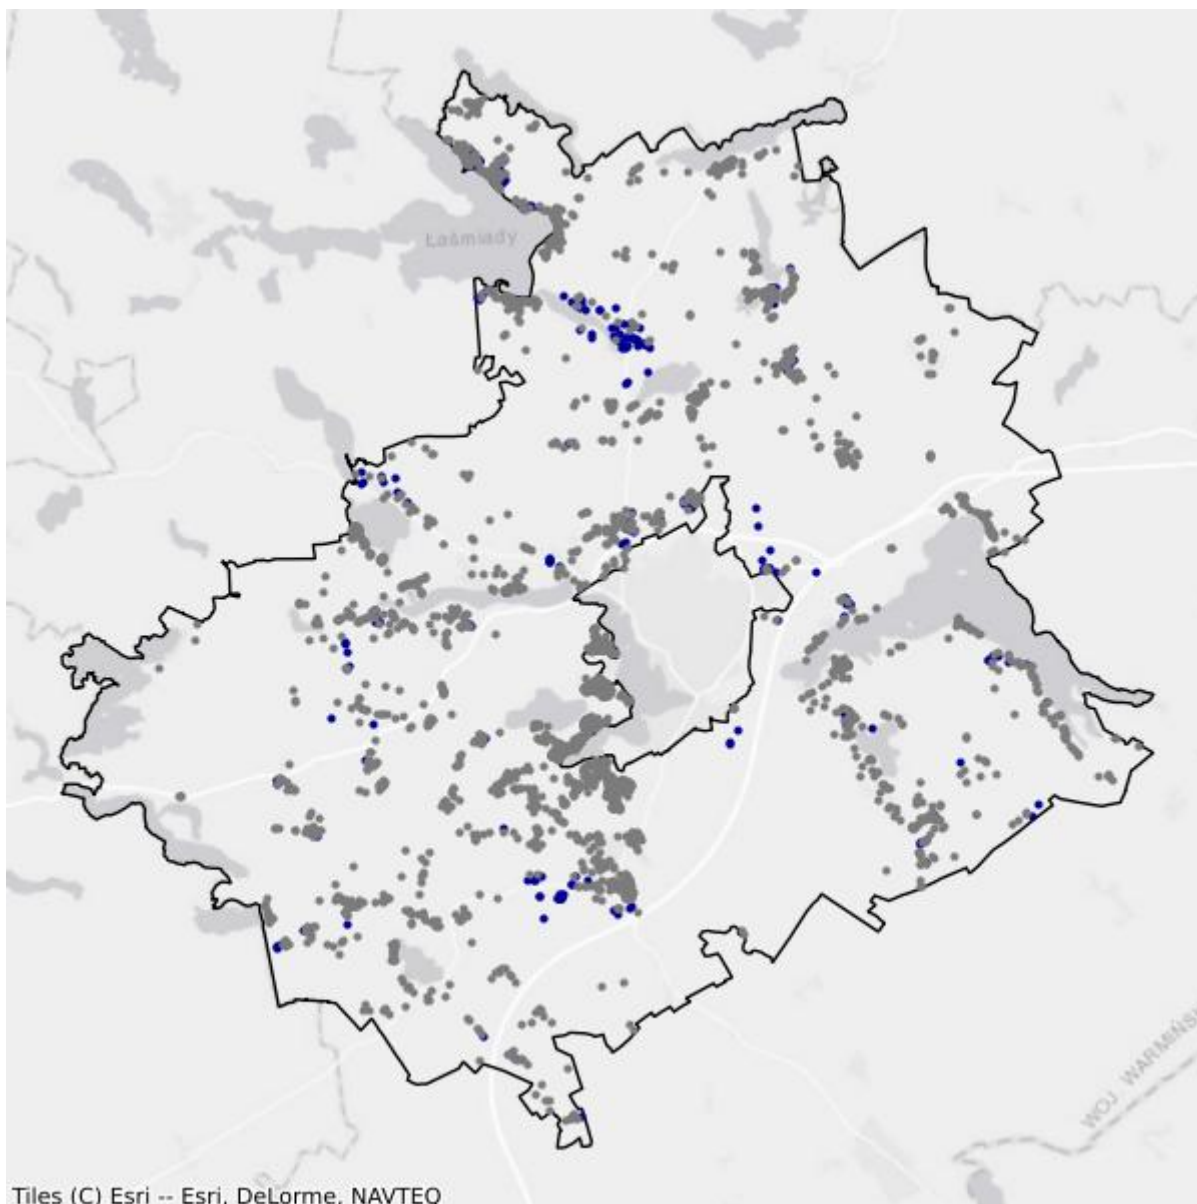 Łaśmiady
WOJ. WARMIŃSK
Tiles (C) Esri -- Esri, DeLorme, NAVTEQ